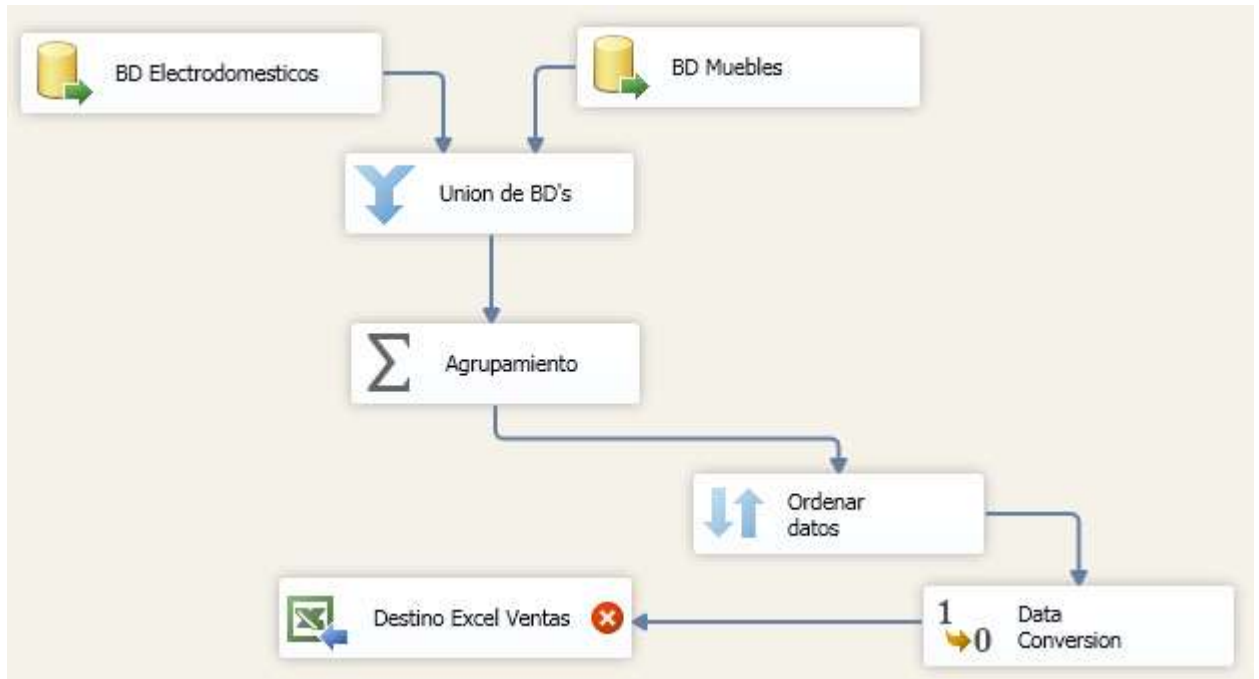 BD Electrodomesticos
BD Muebles
Union de BD's
Agrupamiento
Ordenar
datos
Destino Excel Ventas
1
0
Data
Conversion